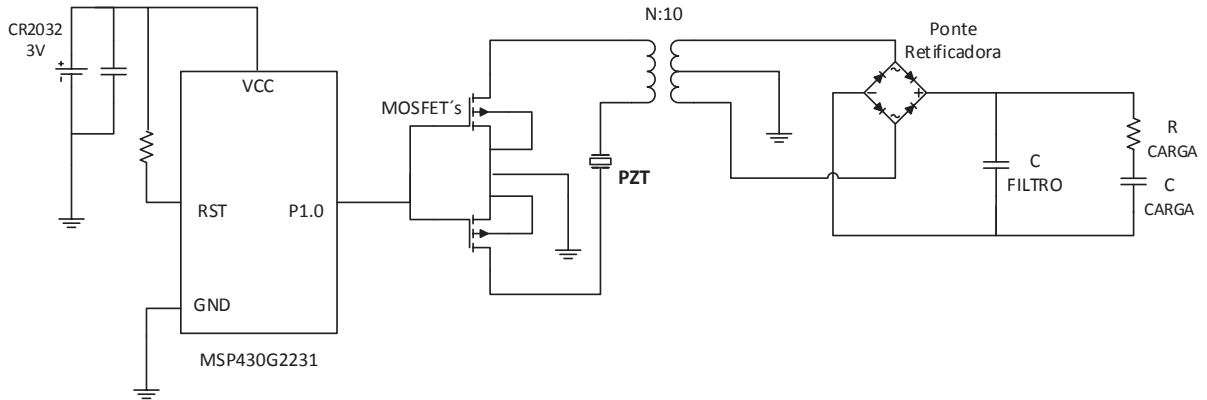 CR2032
3V
VCC
RST
P1.0
GND
MSP430G2231
MOSFET´s
PZT
N:10
Ponte
Retificadora
~
-
+
~
C
FILTRO
R
CARGA
C
CARGA